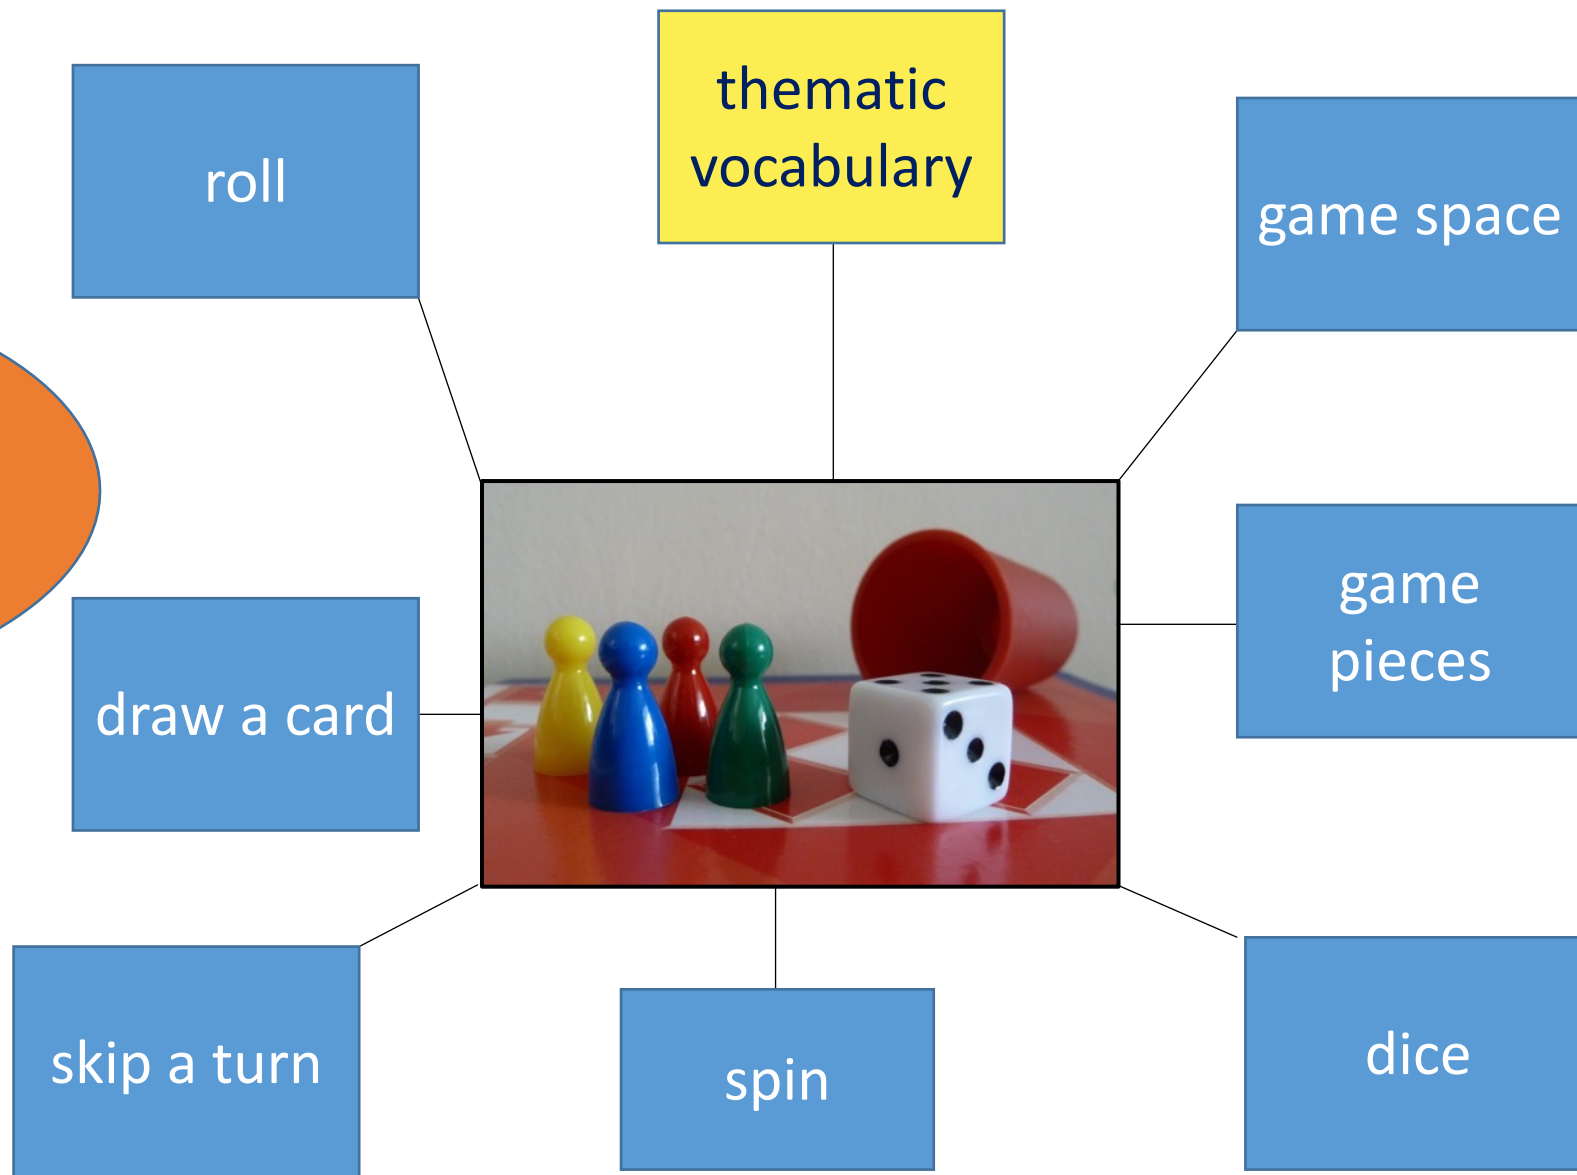 thematic
vocabulary
roll
game space
game
pieces
draw a card
skip a turn
spin
dice